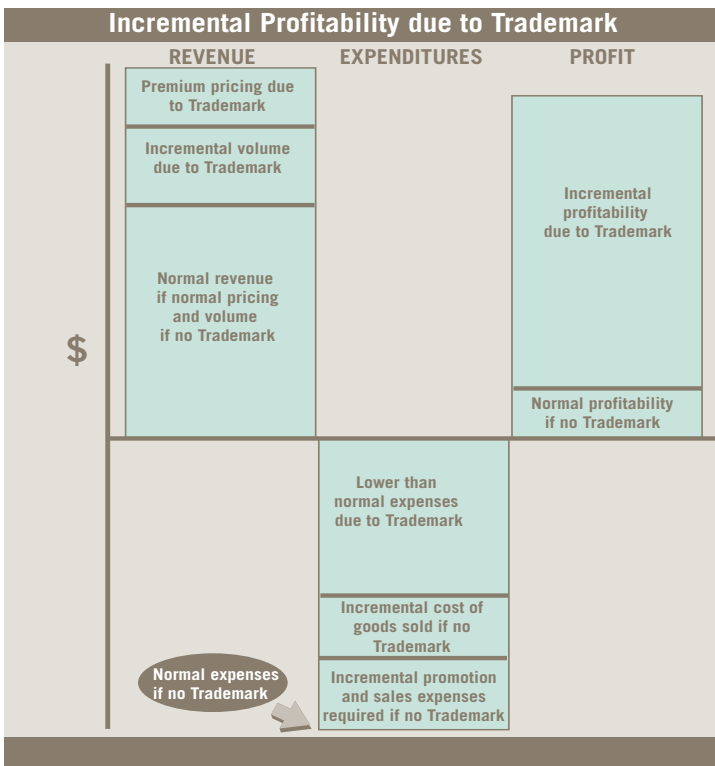 Incremental Profitability due to Trademark
REVENUE
EXPENDITURES
PROFIT
Premium pricing due
to Trademark
Incremental volume
due to Trademark
Normal revenue
if normal pricing
and volume
if no Trademark
$
Incremental
profitability
due to Trademark
Normal profitability
if no Trademark
Lower than
normal expenses
due to Trademark
Incremental cost of
goods sold if no
Trademark
Incremental promotion
and sales expenses
required if no Trademark
Normal expenses
if no Trademark